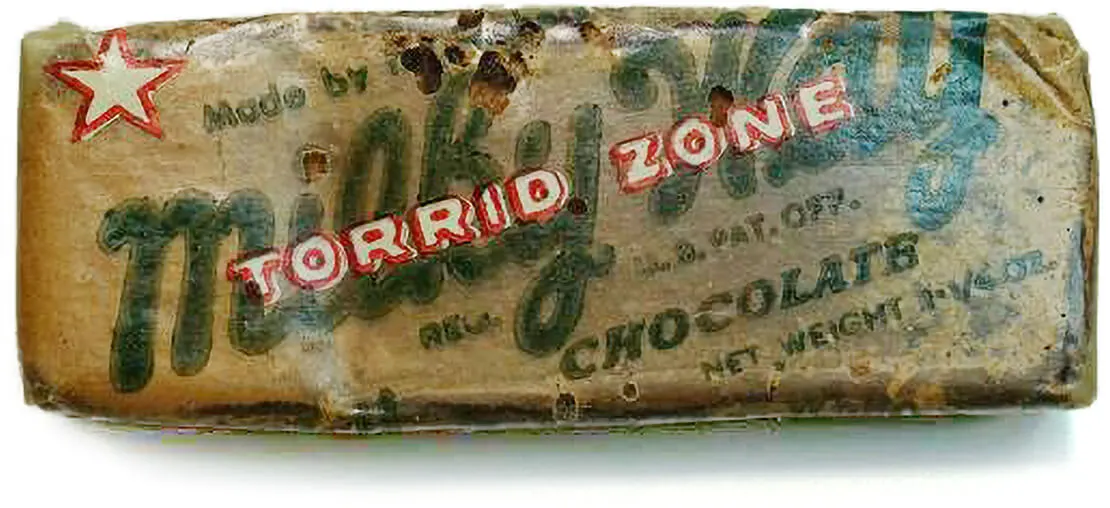 Made by
Milky Way
TORRID ZONE
REG. U.S. PAT. OFF.
CHOCOLATE
NET WEIGHT